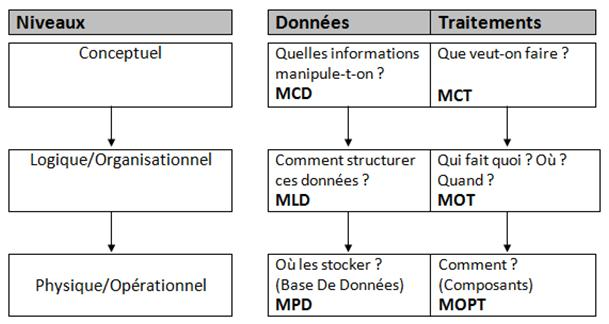 Niveaux
Données
Traitements
Conceptuel
Quelles informations
manipule-t-on ?
MCD
Que veut-on faire ?
MCT
Logique/Organisationnel
Comment structurer
ces données ?
MLD
Qui fait quoi ? Où ?
Quand ?
MOT
Physique/Opérationnel
Où les stocker ?
(Base De Données)
MPD
Comment ?
(Composants)
MOPT